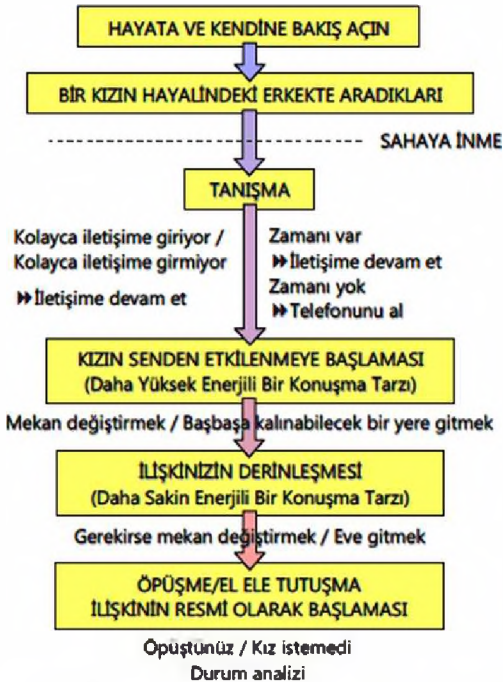 HAYATA VE KENDİNE BAKIŞ AÇIN
BİR KIZIN HAYALİNDEKİ ERKEKTE ARADIKLARI
SAHAYA İNME
TANIŞMA
Kolayca iletişime giriyor /
Kolayca iletişime girmiyor
İletişime devam et
Zamanı var
İletişime devam et
Zamanı yok
Telefonunu al
KIZIN SENDEN ETKİLENMEYE BAŞLAMASI
(Daha Yüksek Enerjili Bir Konuşma Tarzı)
Mekan değiştirmek / Başbaşa kalınabilecek bir yere gitmek
İLİŞKİNİZİN DERİNLEŞMESİ
(Daha Sakin Enerjili Bir Konuşma Tarzı)
Gerekirse mekan değiştirmek / Eve gitmek
ÖPÜŞME/EL ELE TUTUŞMA
İLİŞKİNİN RESMİ OLARAK BAŞLAMASI
Öpüştünüz / Kız istemedi
Durum analizi